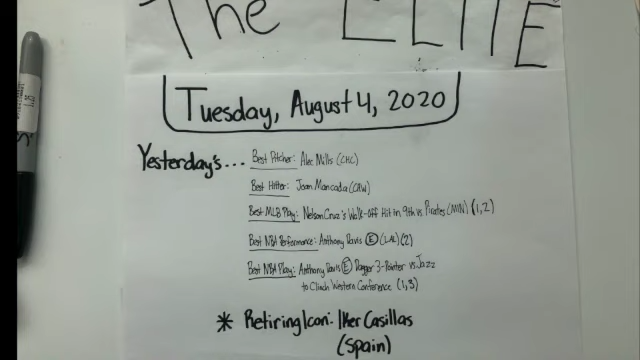 The ELITE
Tuesday, August 4, 2020
Yesterday's...
Best Pitcher: Alec Mills (CHC)
Best Hitter: Joan Mancada (CHW)
Best MLB Play: Nelson Cruz's Walk-off Hit in 9th vs. Pirates (MIN) (1,2)
Best NBA Performance: Anthony Davis Ⓔ (LAL) (2)
Best NBA Play: Anthony Davis Ⓔ Dagger 3-Pointer vs. Jazz
to Clinch Western Conference (1,3)
* Retiring Icon: Iker Casillas
(Spain)